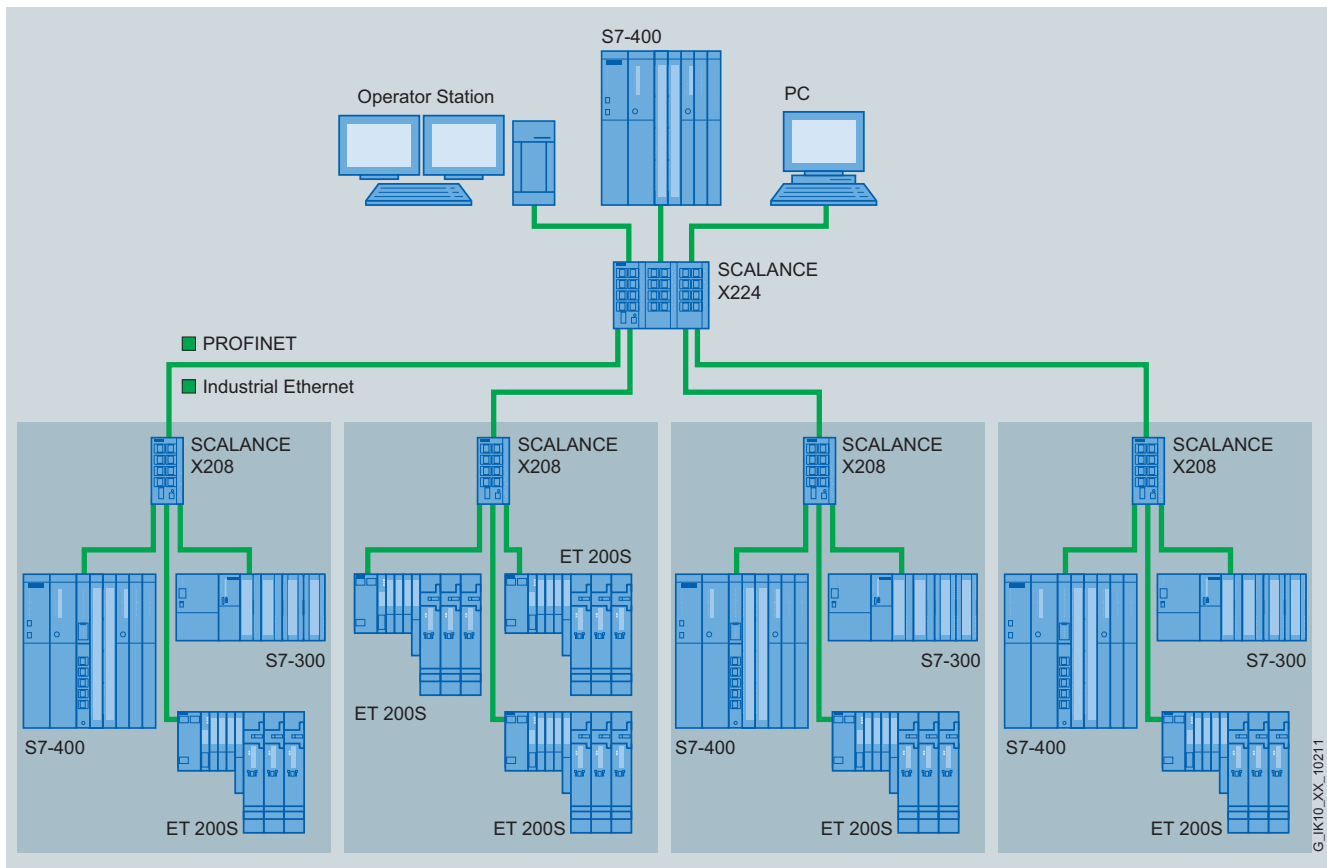 S7-400
Operator Station
PC
SCALANCE
X224
PROFINET
Industrial Ethernet
SCALANCE
X208
SCALANCE
X208
SCALANCE
X208
SCALANCE
X208
ET 200S
S7-300
S7-300
S7-300
ET 200S
S7-400
S7-400
S7-400
ET 200S
ET 200S
ET 200S
ET 200S
G_IK10_XX_10211